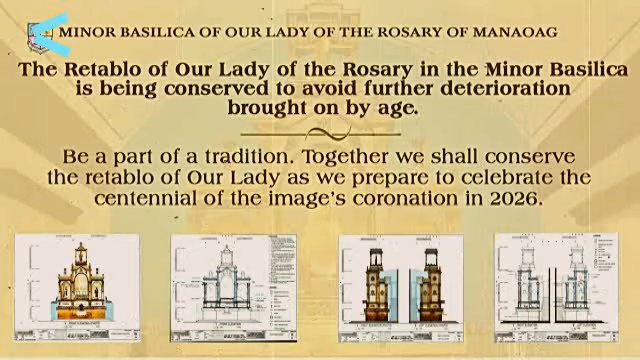 MINOR BASILICA OF OUR LADY OF THE ROSARY OF MANAOAG
The Retablo of Our Lady of the Rosary in the Minor Basilica
is being conserved to avoid further deterioration
brought on by age.
Be a part of a tradition. Together we shall conserve
the retablo of Our Lady as we prepare to celebrate the
centennial of the image's coronation in 2026.